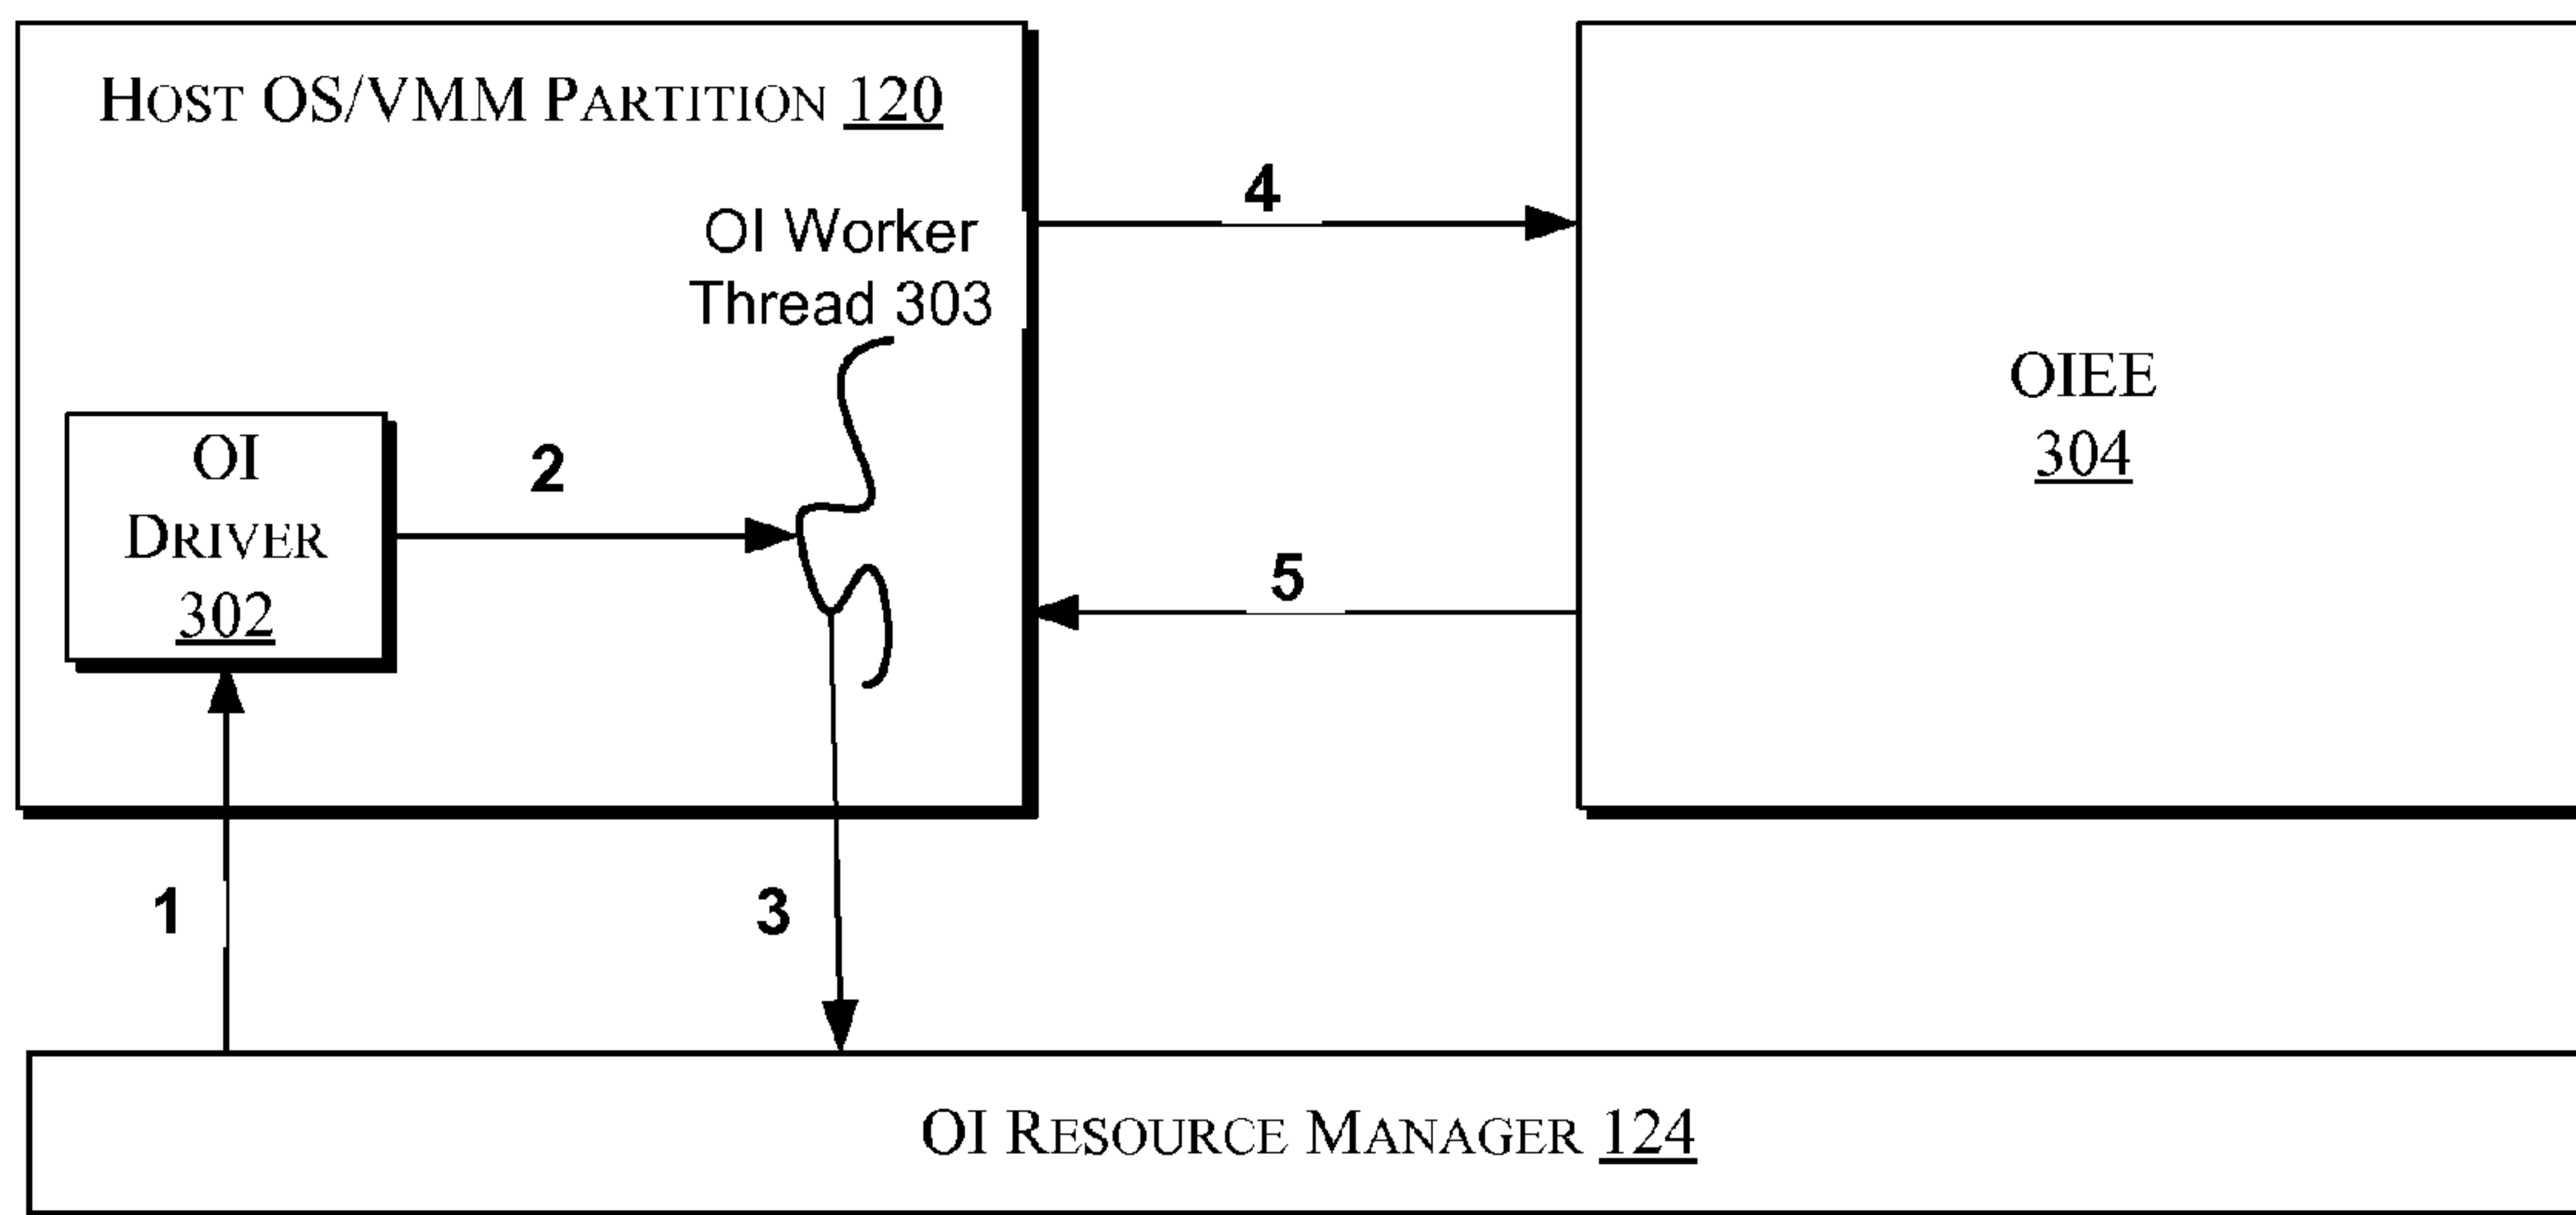 HOST OS/VMM PARTITION 120
4
OI Worker
Thread 303
OIEE
304
OI
DRIVER
302
2
5
1
3
OI RESOURCE MANAGER 124